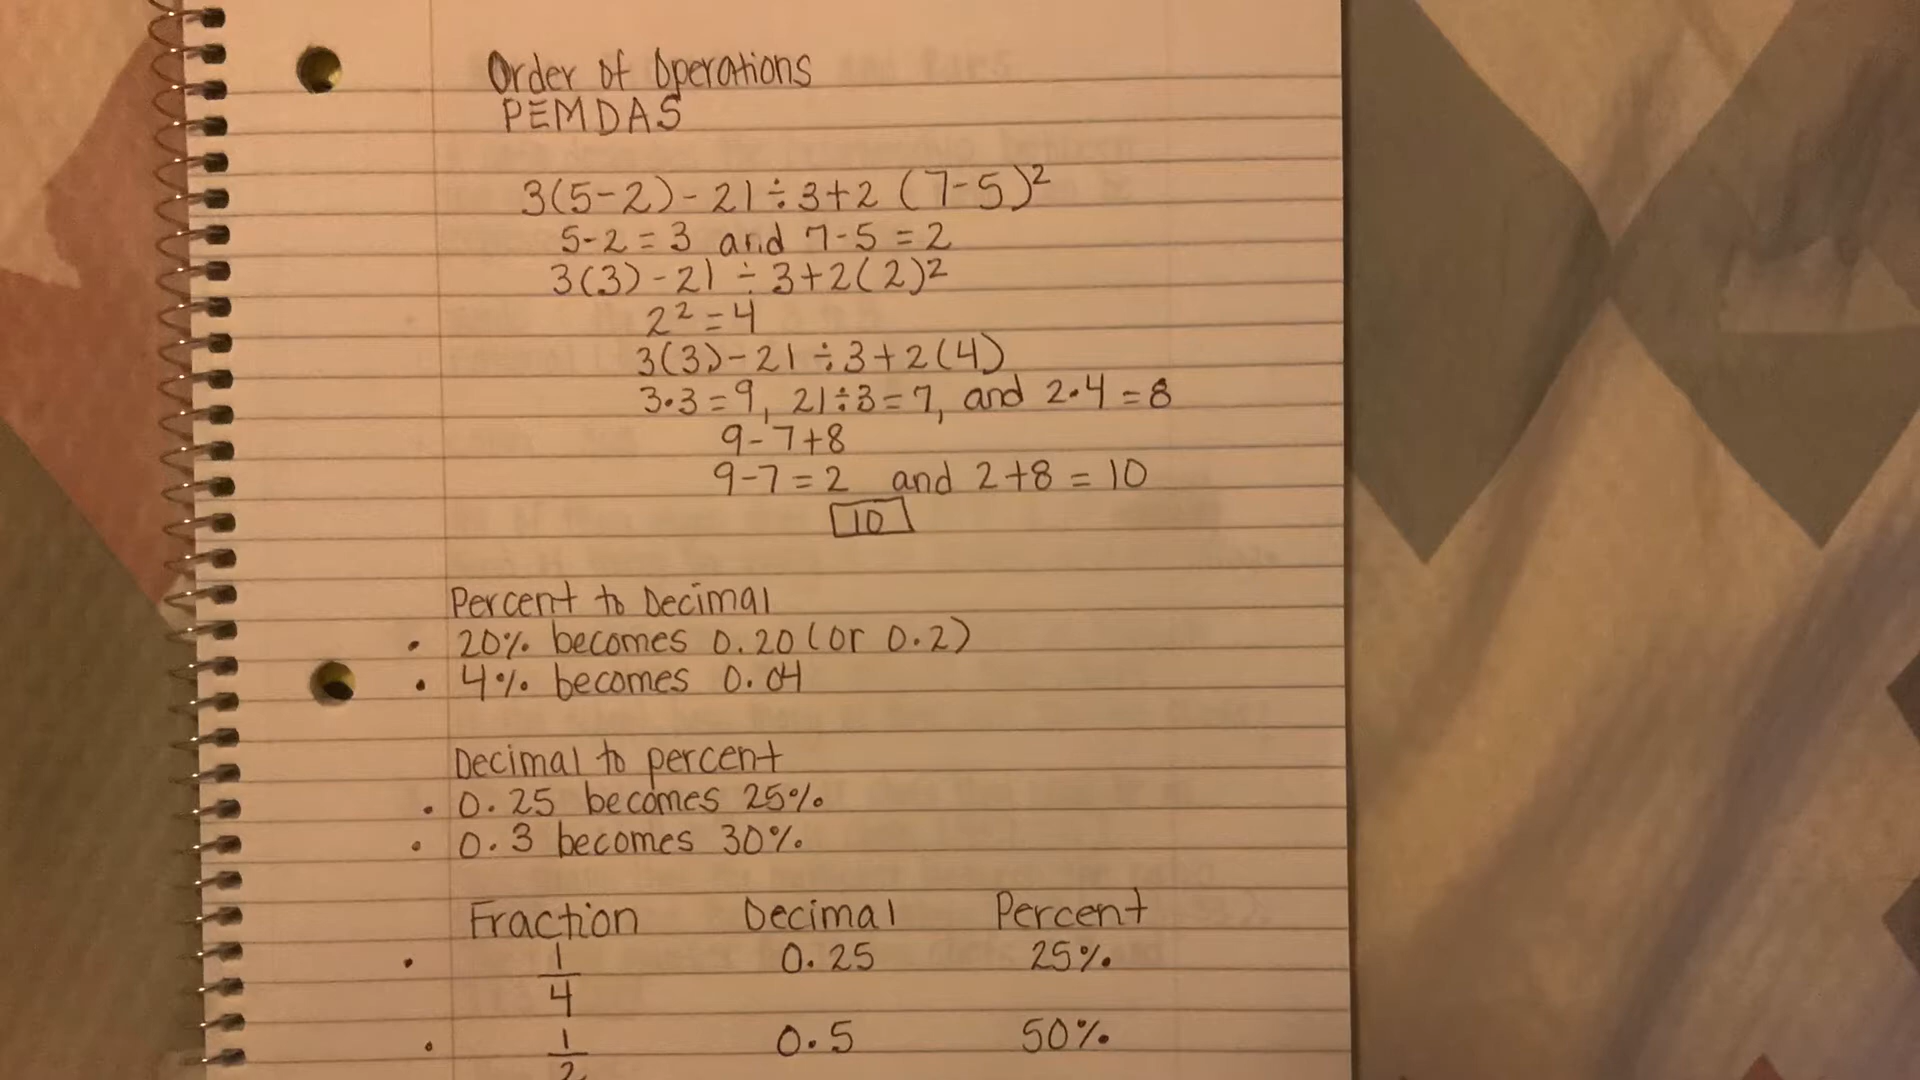 Order of Operations
PEMDAS
3(5-2)-21÷3+2 (7-5)²
5-2=3 and 7-5=2
3(3)-21÷3+2(2)²
2²=4
3(3)-21÷3+2(4)
3•3=9, 21÷3=7, and 2•4=8
9-7+8
9-7=2 and 2+8=10
10
Percent to Decimal
• 20% becomes 0.20 (or 0.2)
• 4% becomes 0.04
Decimal to percent
• 0.25 becomes 25%
• 0.3 becomes 30%
Fraction Decimal Percent
• 1/4 0.25 25%
• 1/2 0.5 50%